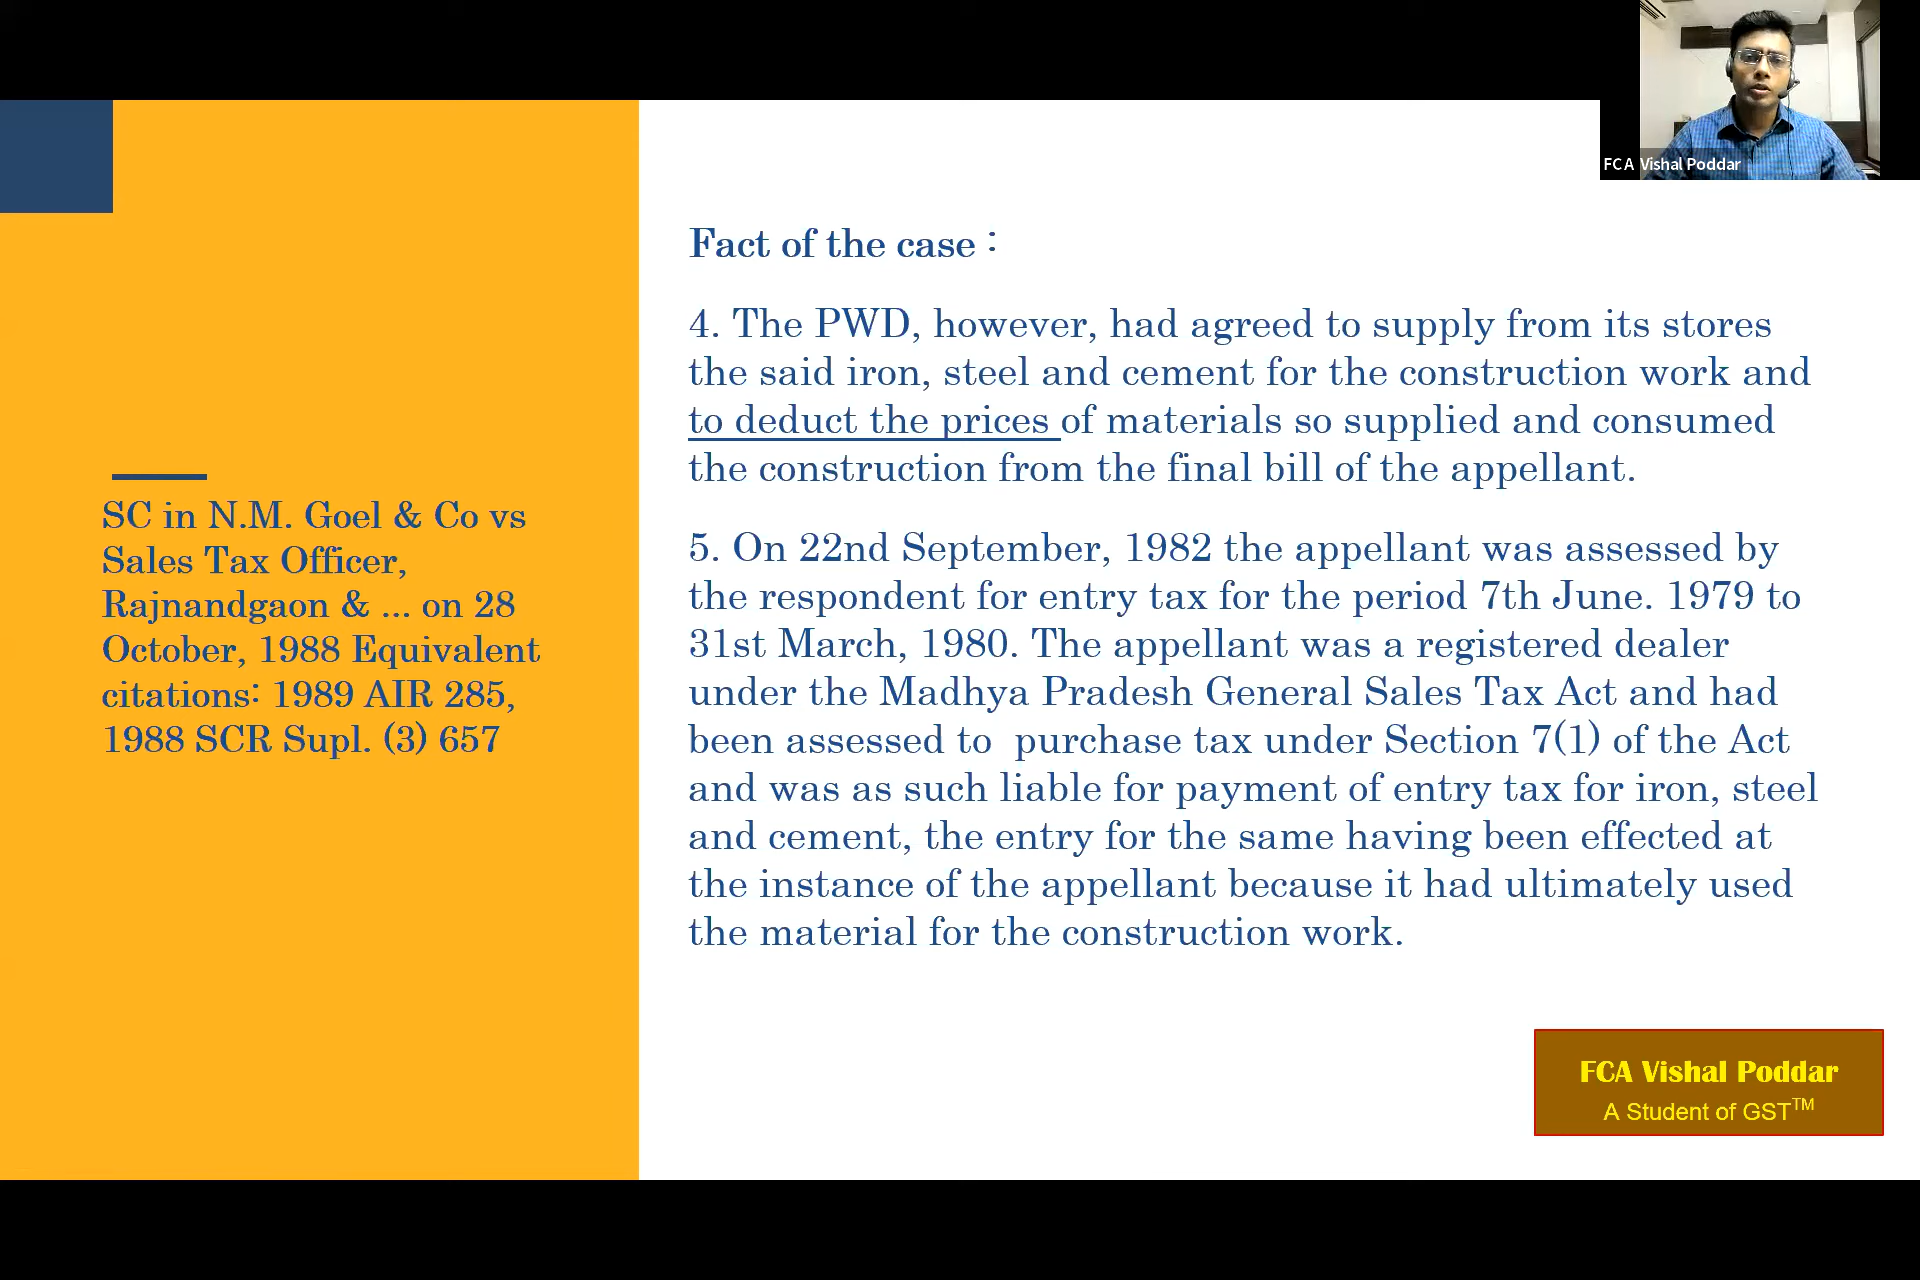 FCA Vishal Poddar
SC in N.M. Goel & Co vs
Sales Tax Officer,
Rajnandgaon & ... on 28
October, 1988 Equivalent
citations: 1989 AIR 285,
1988 SCR Supl. (3) 657
Fact of the case :
4. The PWD, however, had agreed to supply from its stores
the said iron, steel and cement for the construction work and
to deduct the prices of materials so supplied and consumed
the construction from the final bill of the appellant.
5. On 22nd September, 1982 the appellant was assessed by
the respondent for entry tax for the period 7th June. 1979 to
31st March, 1980. The appellant was a registered dealer
under the Madhya Pradesh General Sales Tax Act and had
been assessed to  purchase tax under Section 7(1) of the Act
and was as such liable for payment of entry tax for iron, steel
and cement, the entry for the same having been effected at
the instance of the appellant because it had ultimately used
the material for the construction work.
FCA Vishal Poddar
A Student of GST™